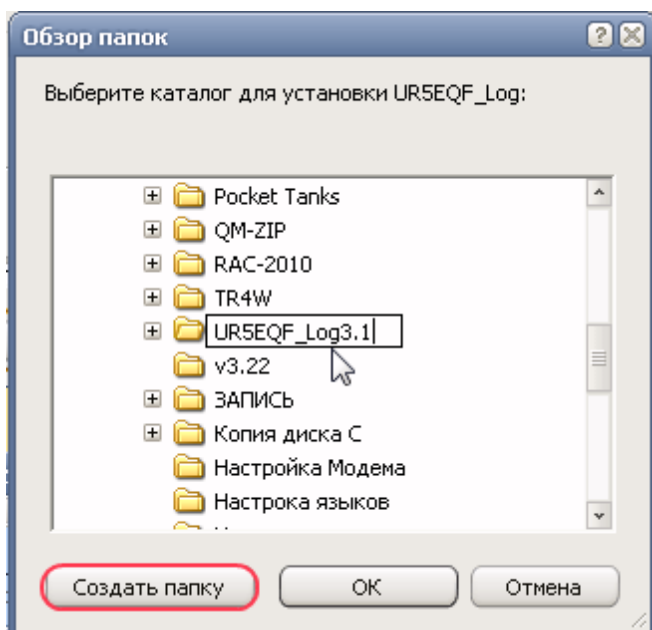 Обзор папок
Выберите каталог для установки UR5EQF_Log:
Pocket Tanks
QM-ZIP
RAC-2010
TR4W
UR5EQF_Log3.1
v3.22
ЗАПИСЬ
Копия диска С
Настройка Модема
Настрока языков
Создать папку ОК Отмена